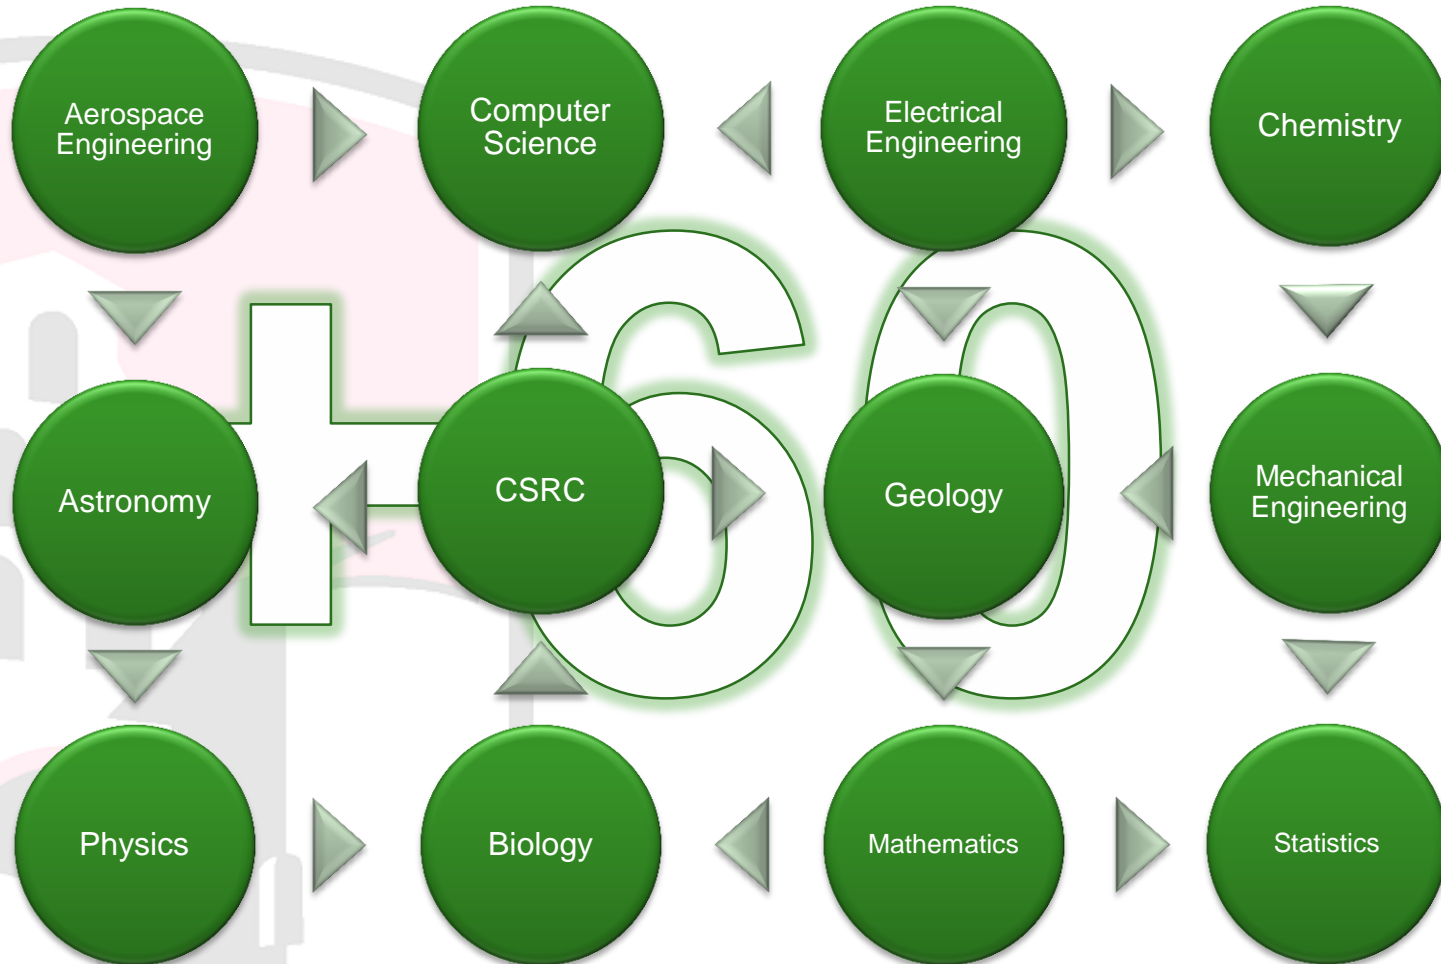 Aerospace
Engineering
Computer
Science
Electrical
Engineering
Chemistry
+60
Astronomy
CSRC
Geology
Mechanical
Engineering
Physics
Biology
Mathematics
Statistics